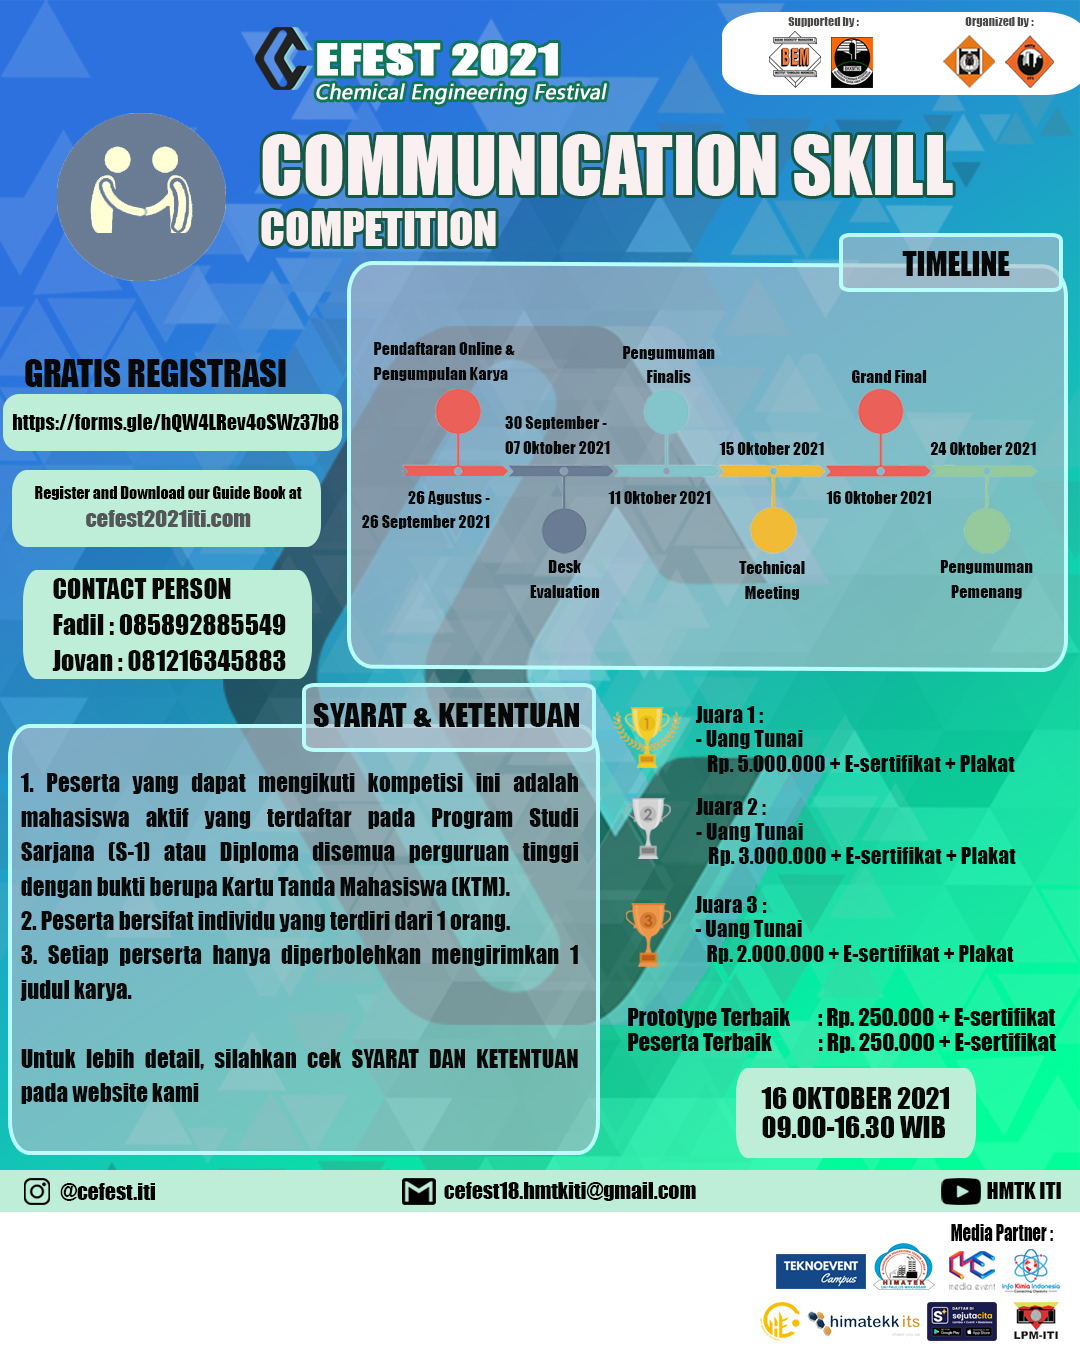 Supported by :
Organized by :
BEM
CEFEST 2021
Chemical Engineering Festival
COMMUNICATION SKILL
COMPETITION
TIMELINE
Pendaftaran Online &
Pengumpulan Karya
26 Agustus -
26 September 2021
30 September -
07 Oktober 2021
Desk
Evaluation
Pengumuman
Finalis
11 Oktober 2021
15 Oktober 2021
Technical
Meeting
Grand Final
16 Oktober 2021
24 Oktober 2021
Pengumuman
Pemenang
GRATIS REGISTRASI
https://forms.gle/hQW4LRev4oSWz37b8
Register and Download our Guide Book at
cefest2021iti.com
CONTACT PERSON
Fadil : 085892885549
Jovan : 081216345883
SYARAT & KETENTUAN
1. Peserta yang dapat mengikuti kompetisi ini adalah
mahasiswa aktif yang terdaftar pada Program Studi
Sarjana (S-1) atau Diploma disemua perguruan tinggi
dengan bukti berupa Kartu Tanda Mahasiswa (KTM).
2. Peserta bersifat individu yang terdiri dari 1 orang.
3. Setiap perserta hanya diperbolehkan mengirimkan 1
judul karya.
Untuk lebih detail, silahkan cek SYARAT DAN KETENTUAN
pada website kami
1
Juara 1 :
- Uang Tunai
Rp. 5.000.000 + E-sertifikat + Plakat
2
Juara 2 :
- Uang Tunai
Rp. 3.000.000 + E-sertifikat + Plakat
3
Juara 3 :
- Uang Tunai
Rp. 2.000.000 + E-sertifikat + Plakat
Prototype Terbaik : Rp. 250.000 + E-sertifikat
Peserta Terbaik : Rp. 250.000 + E-sertifikat
16 OKTOBER 2021
09.00-16.30 WIB
@cefest.iti
cefest18.hmtkiti@gmail.com
HMTK ITI
Media Partner :
TEKNOEVENT
Campus
HIMATEK
media event
Info Kimia Indonesia
himatekk its
DAFTAR DI
sejutacita
Google Play
App Store
LPM-ITI